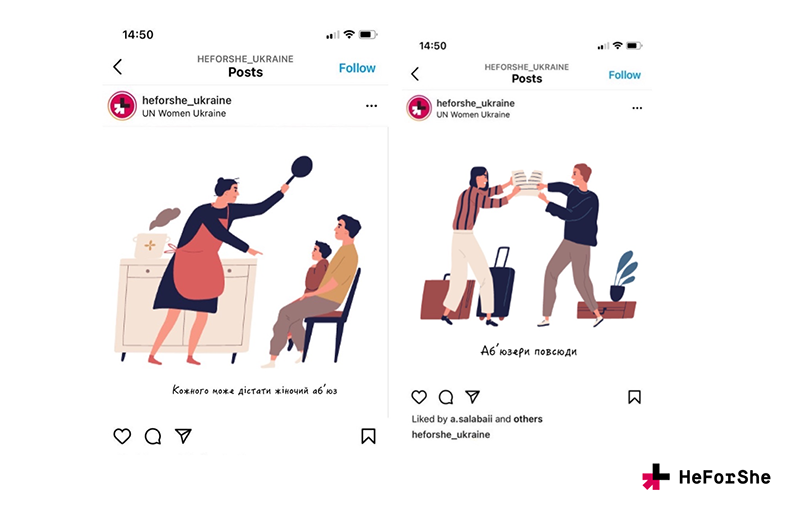 14:50
HEFORSHE_UKRAINE
Posts
Follow
heforshe_ukraine
UN Women Ukraine
Кожного може дістати жіночий аб'юз
14:50
HEFORSHE_UKRAINE
Posts
Follow
heforshe_ukraine
UN Women Ukraine
Аб'юзери повсюди
Liked by a.salabaii and others
heforshe_ukraine
HeForShe